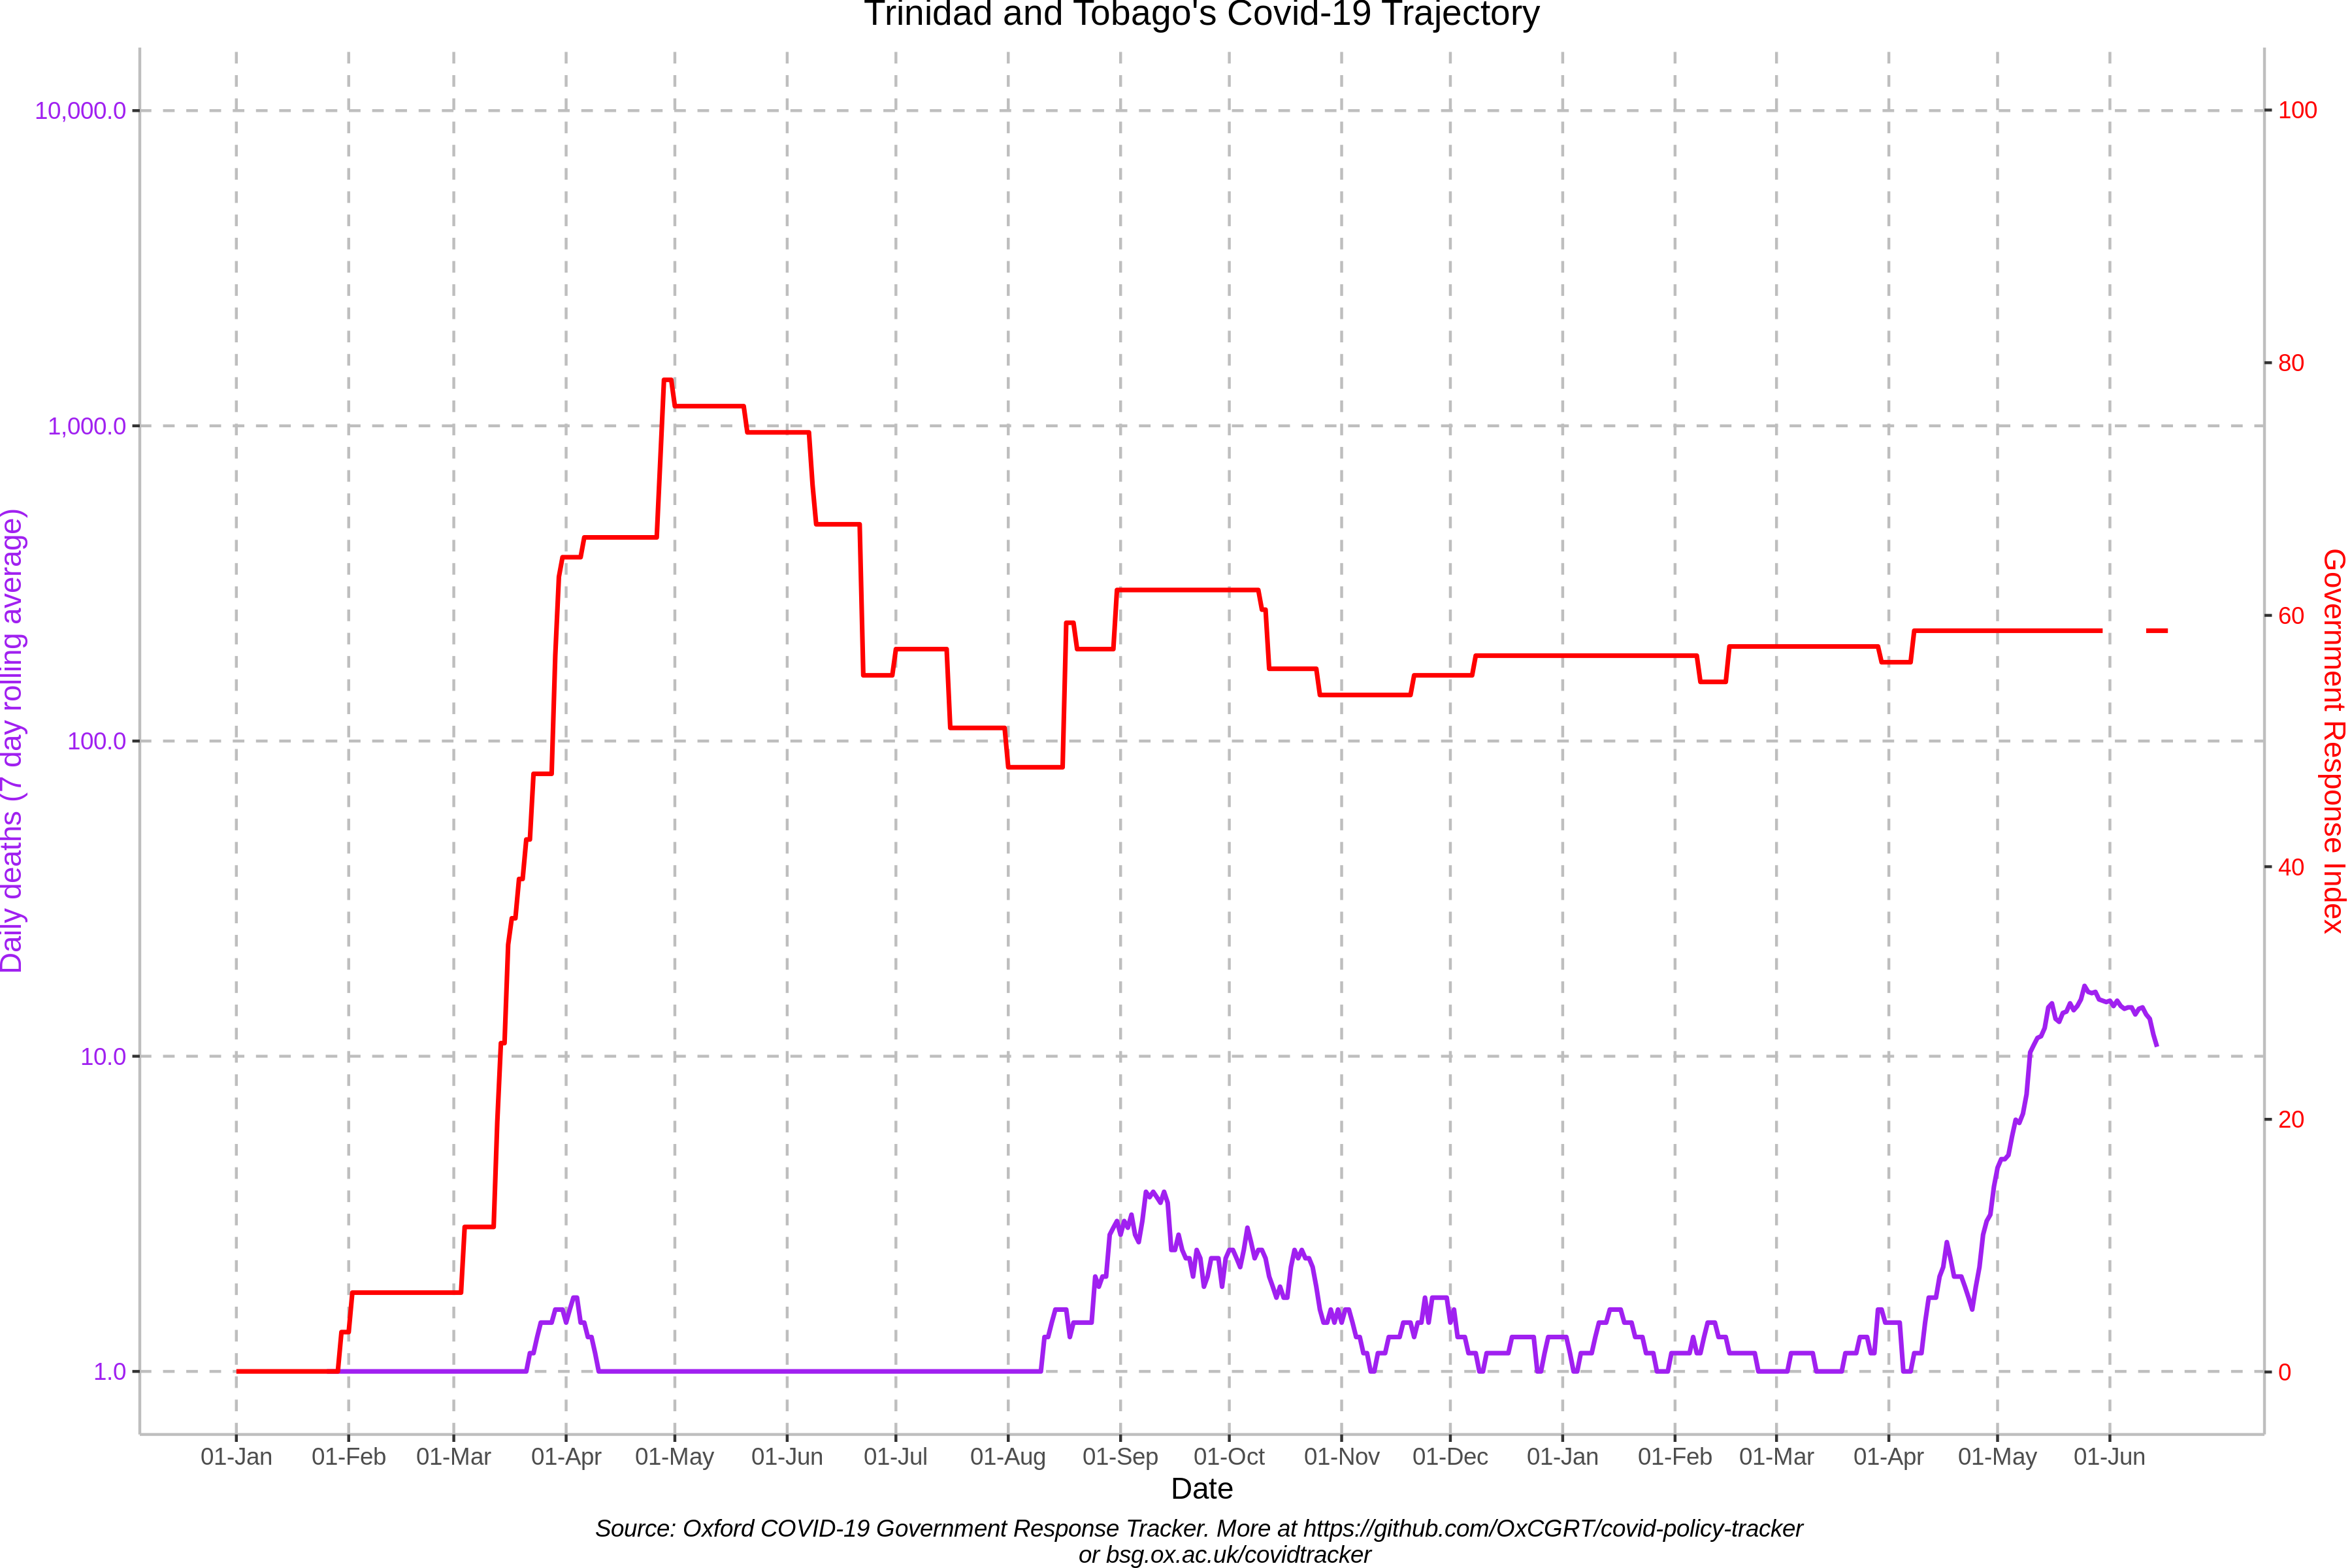 Trinidad and Tobago's Covid-19 Trajectory
10,000.0
1,000.0
100.0
10.0
1.0
Daily deaths (7 day rolling average)
100
80
60
40
20
0
Government Response Index
01-Jan 01-Feb 01-Mar 01-Apr 01-May 01-Jun 01-Jul 01-Aug 01-Sep 01-Oct 01-Nov 01-Dec 01-Jan 01-Feb 01-Mar 01-Apr 01-May 01-Jun
Date
Source: Oxford COVID-19 Government Response Tracker. More at https://github.com/OxCGRT/covid-policy-tracker
or bsg.ox.ac.uk/covidtracker